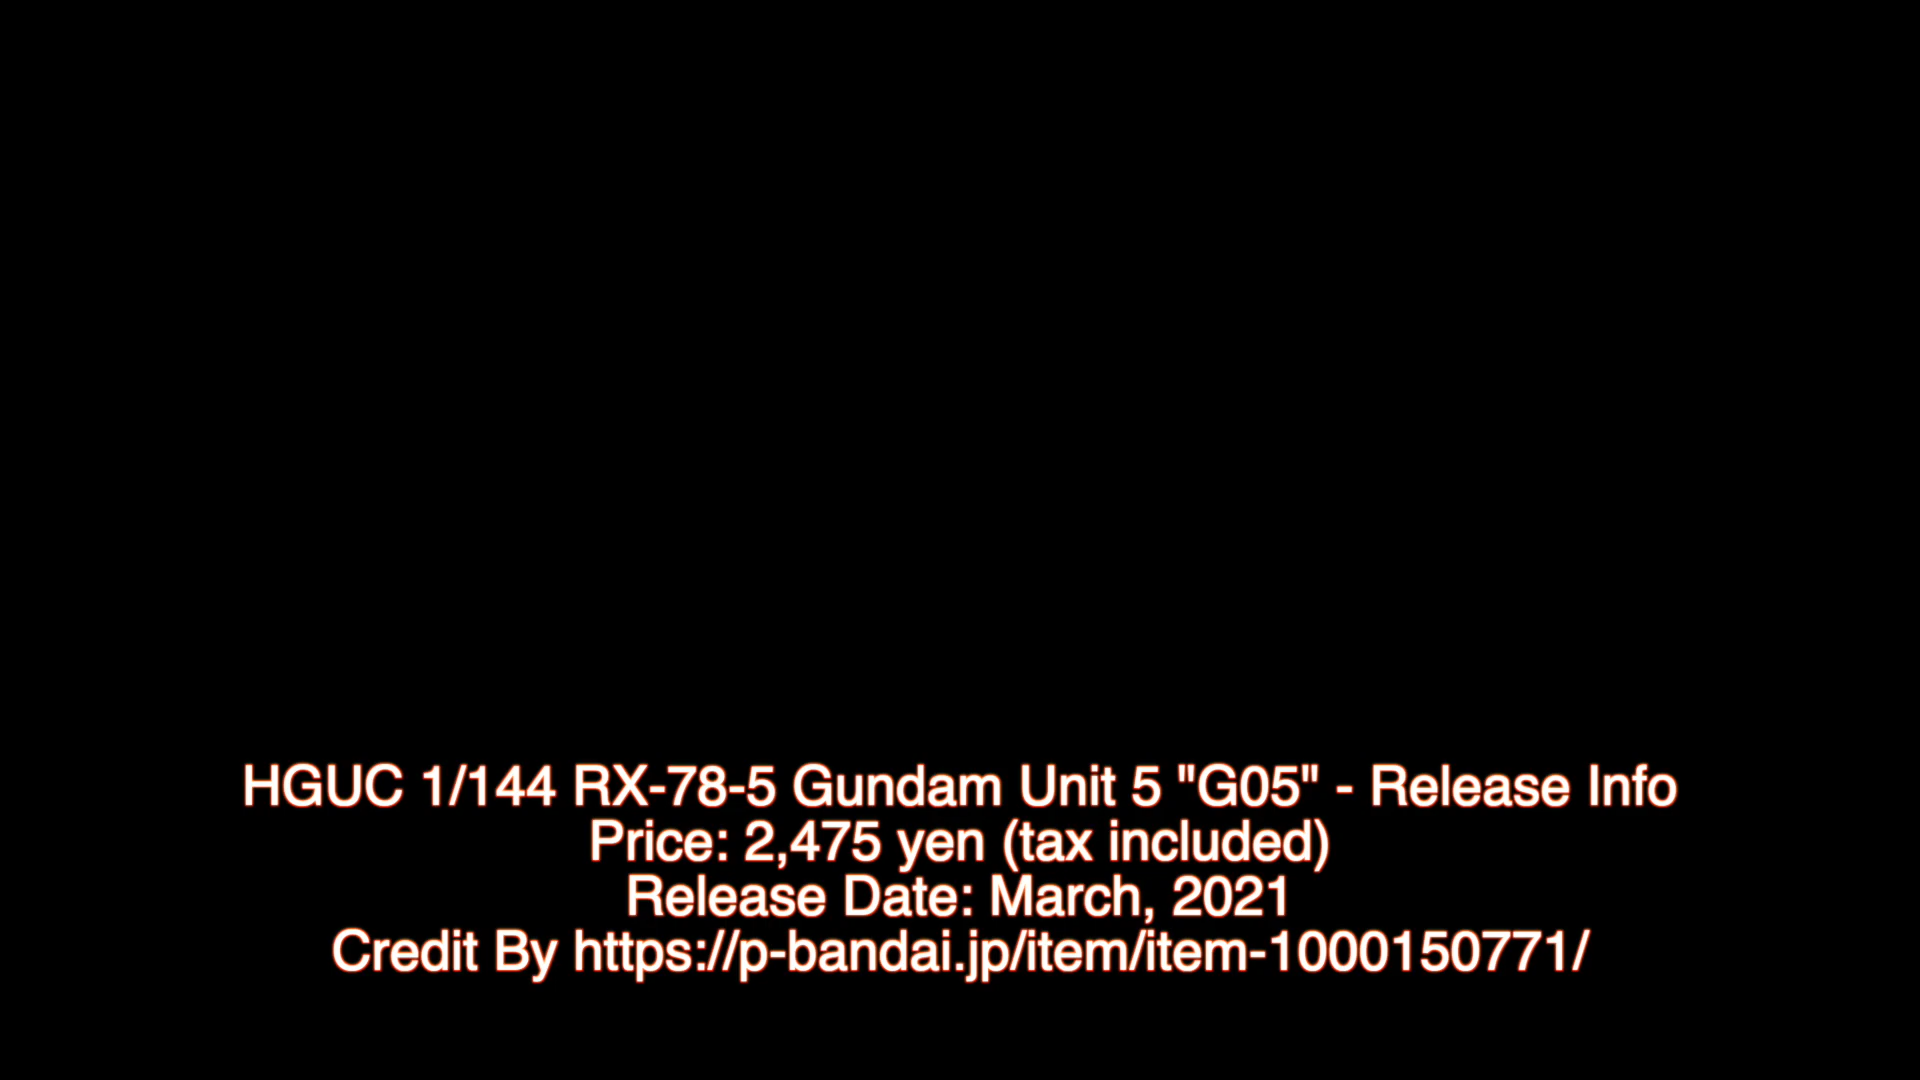 HGUC 1/144 RX-78-5 Gundam Unit 5 "G05" - Release Info
Price: 2,475 yen (tax included)
Release Date: March, 2021
Credit By https://p-bandai.jp/item/item-1000150771/